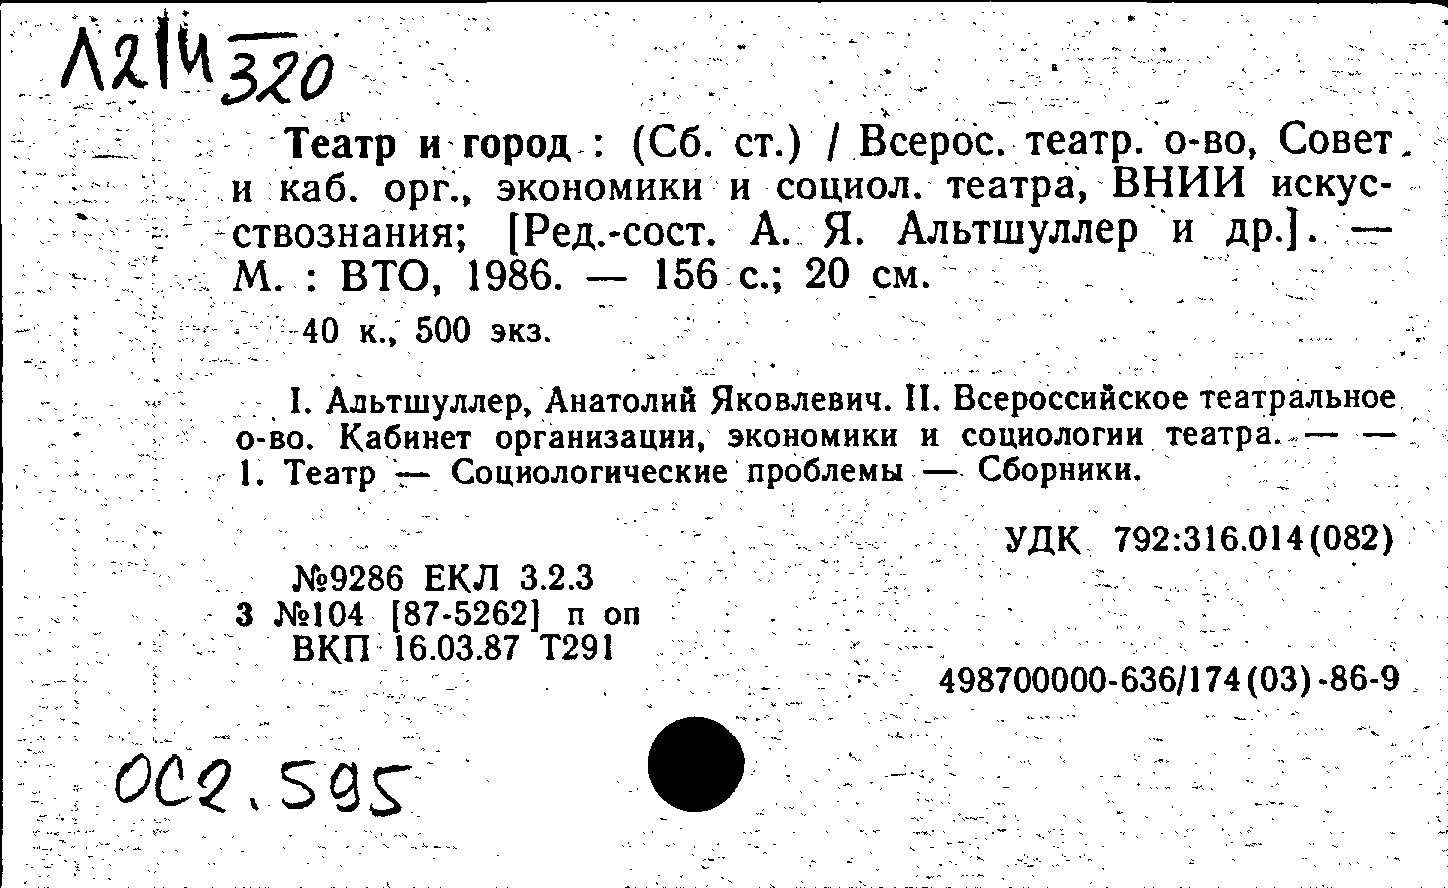 Л2 14 320
Театр и город : (Сб. ст.) / Всерос. театр. о-во, Совет
и каб. орг., экономики и социол. театра, ВНИИ искус-
ствознания; [Ред.-сост. А. Я. Альтшуллер и др.]. —
М. : ВТО, 1986. — 156 с.; 20 см.
40 к., 500 экз.
I. Альтшуллер, Анатолий Яковлевич. II. Всероссийское театральное
о-во. Кабинет организации, экономики и социологии театра. — —
1. Театр — Социологические проблемы — Сборники.
УДК 792:316.014(082)
№9286 ЕКЛ 3.2.3
3 №104 [87-5262] п оп
ВКП 16.03.87 Т291
498700000-636/174(03)-86-9
ОС2.595